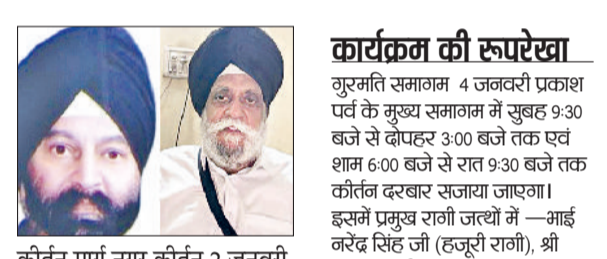 कार्यक्रम की रूपरेखा
गुरमति समागम 4 जनवरी प्रकाश
पर्व के मुख्य समागम में सुबह 9:30
बजे से दोपहर 3:00 बजे तक एवं
शाम 6:00 बजे से रात 9:30 बजे तक
कीर्तन दरबार सजाया जाएगा।
इसमें प्रमुख रागी जत्थों में —भाई
नरेंद्र सिंह जी (हजूरी रागी), श्री